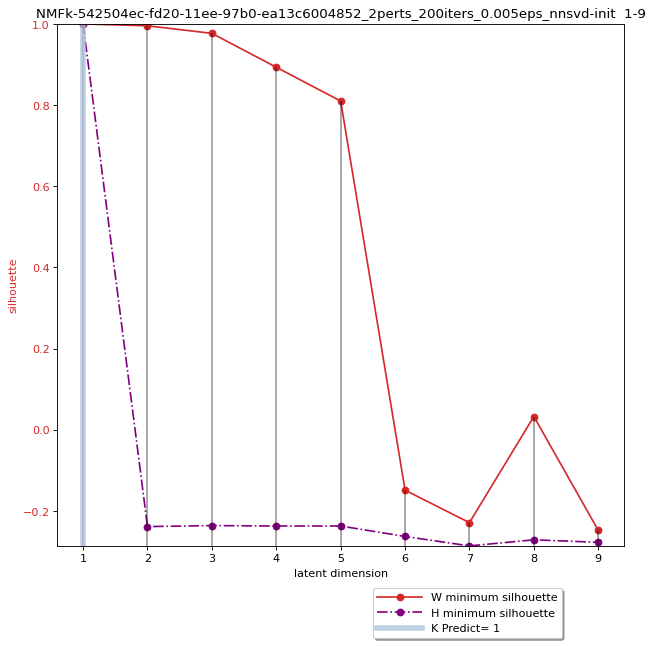 NMFk-542504ec-fd20-11ee-97b0-ea13c6004852_2perts_200iters_0.005eps_nnsvd-init 1-9
1.0
0.8
0.6
0.4
0.2
0.0
−0.2
silhouette
1 2 3 4 5 6 7 8 9
latent dimension
W minimum silhouette
H minimum silhouette
K Predict= 1